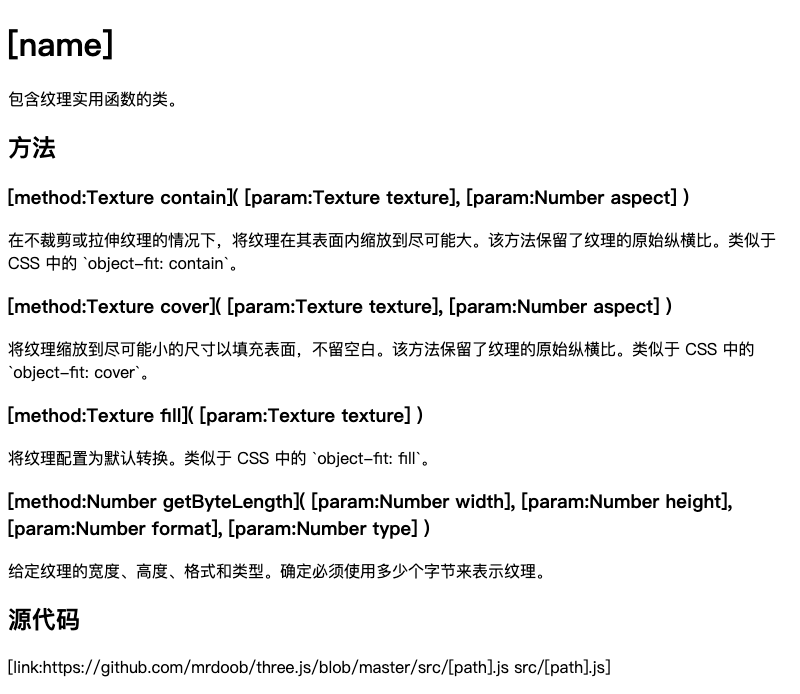 [name]
包含纹理实用函数的类。
方法
[method:Texture contain]( [param:Texture texture], [param:Number aspect] )
在不裁剪或拉伸纹理的情况下，将纹理在其表面内缩放到尽可能大。该方法保留了纹理的原始纵横比。类似于
CSS 中的 `object-fit: contain`。
[method:Texture cover]( [param:Texture texture], [param:Number aspect] )
将纹理缩放到尽可能小的尺寸以填充表面，不留空白。该方法保留了纹理的原始纵横比。类似于 CSS 中的
`object-fit: cover`。
[method:Texture fill]( [param:Texture texture] )
将纹理配置为默认转换。类似于 CSS 中的 `object-fit: fill`。
[method:Number getByteLength]( [param:Number width], [param:Number height],
[param:Number format], [param:Number type] )
给定纹理的宽度、高度、格式和类型。确定必须使用多少个字节来表示纹理。
源代码
[link:https://github.com/mrdoob/three.js/blob/master/src/[path].js src/[path].js]